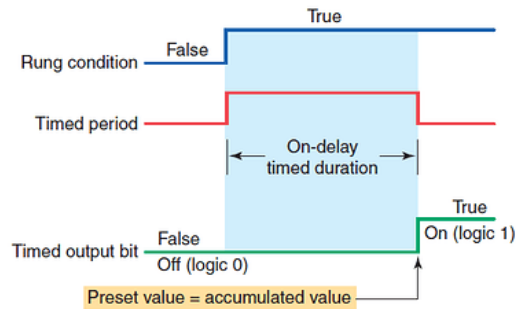 True
False
Rung condition
Timed period
On-delay
timed duration
True
False
On (logic 1)
Timed output bit
Off (logic 0)
Preset value = accumulated value